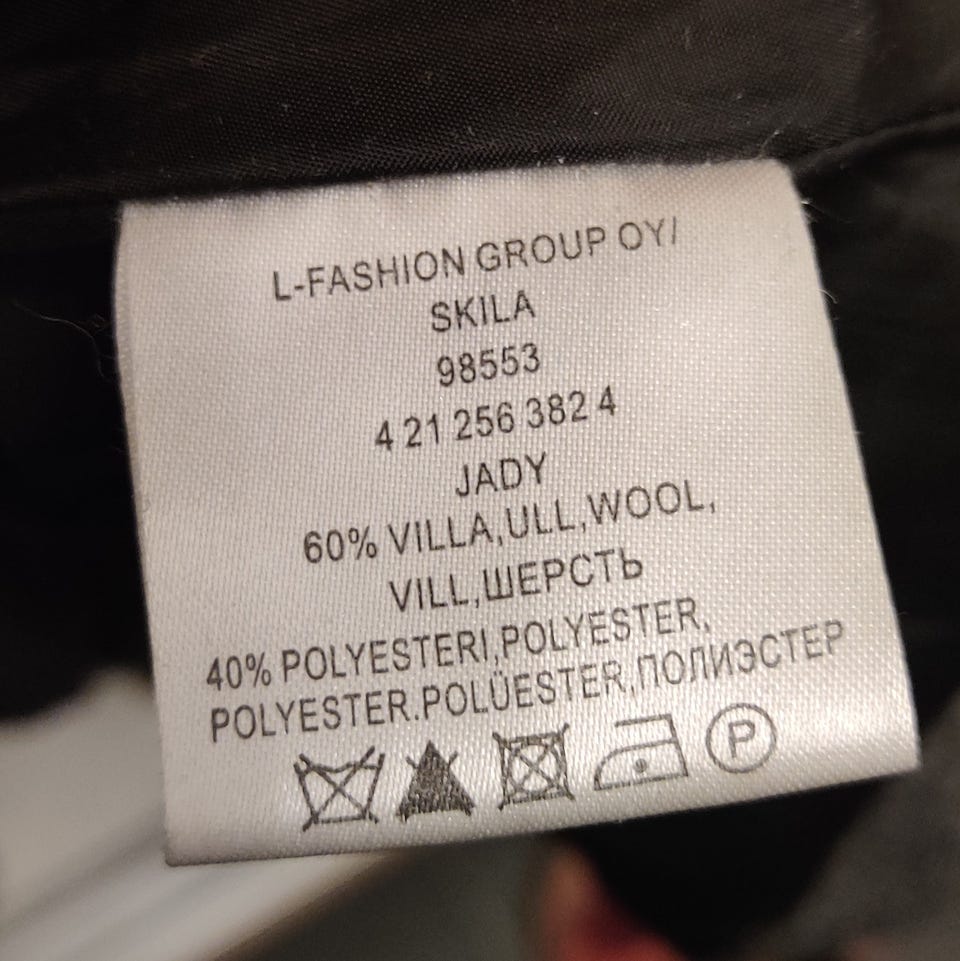 L-FASHION GROUP OY/
SKILA
98553
4 21 256 382 4
JADY
60% VILLA,ULL,WOOL,
VILL,ШЕРСТЬ
40% POLYESTERI,POLYESTER,
POLYESTER.POLÜESTER,ПОЛИЭСТЕР
P